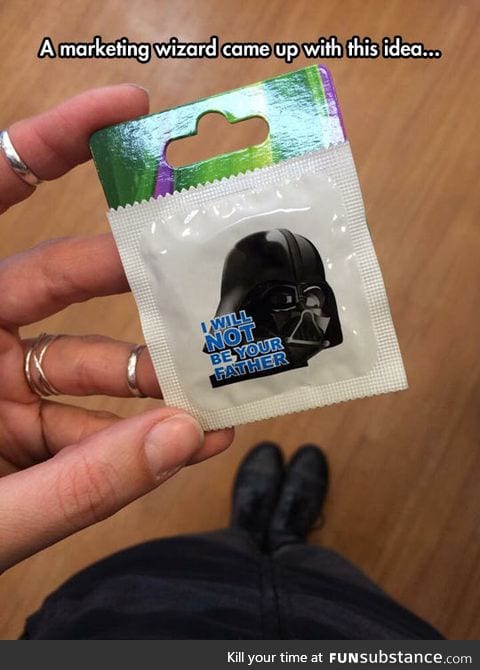 A marketing wizard came up with this idea...
I WILL
NOT
BE YOUR
FATHER
Kill your time at FUNsubstance.com